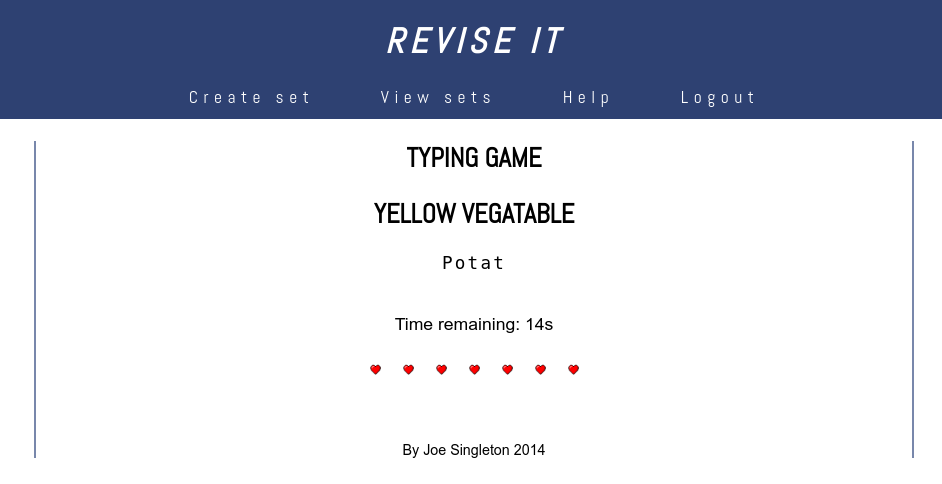 REVISE IT
Create set View sets Help Logout
TYPING GAME
YELLOW VEGATABLE
Potat
Time remaining: 14s
By Joe Singleton 2014